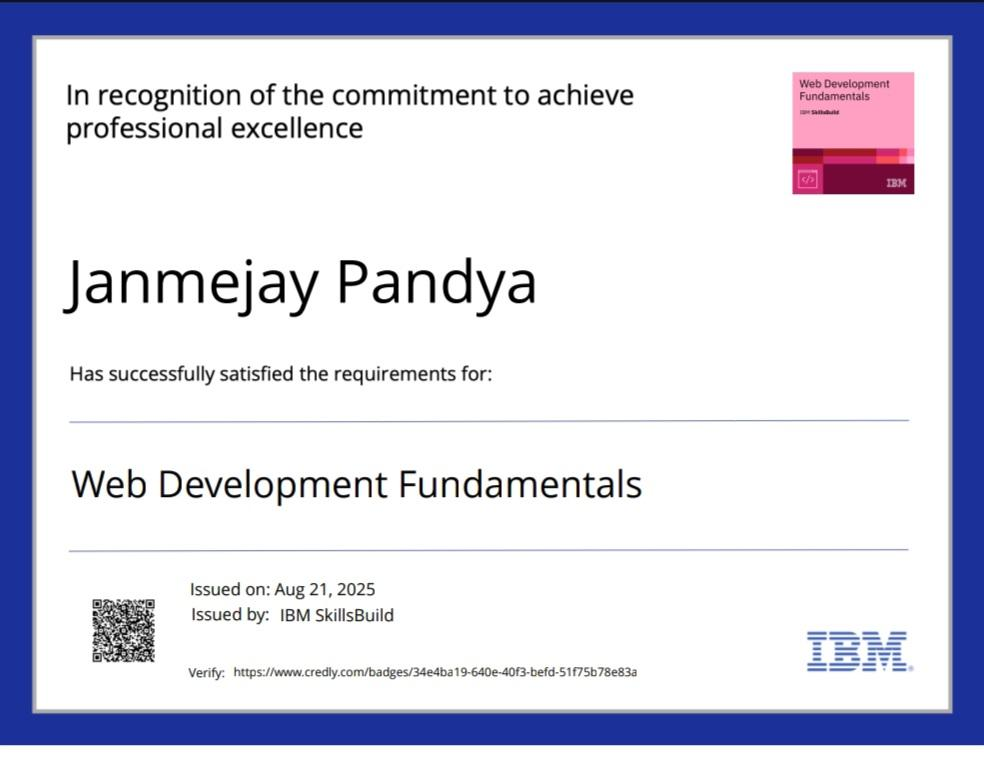 In recognition of the commitment to achieve
professional excellence
Web Development
Fundamentals
IBM SkillsBuild
</>
IBM
Janmejay Pandya
Has successfully satisfied the requirements for:
Web Development Fundamentals
Issued on: Aug 21, 2025
Issued by: IBM SkillsBuild
Verify: https://www.credly.com/badges/34e4ba19-640e-40f3-befd-51f75b78e83a
IBM®